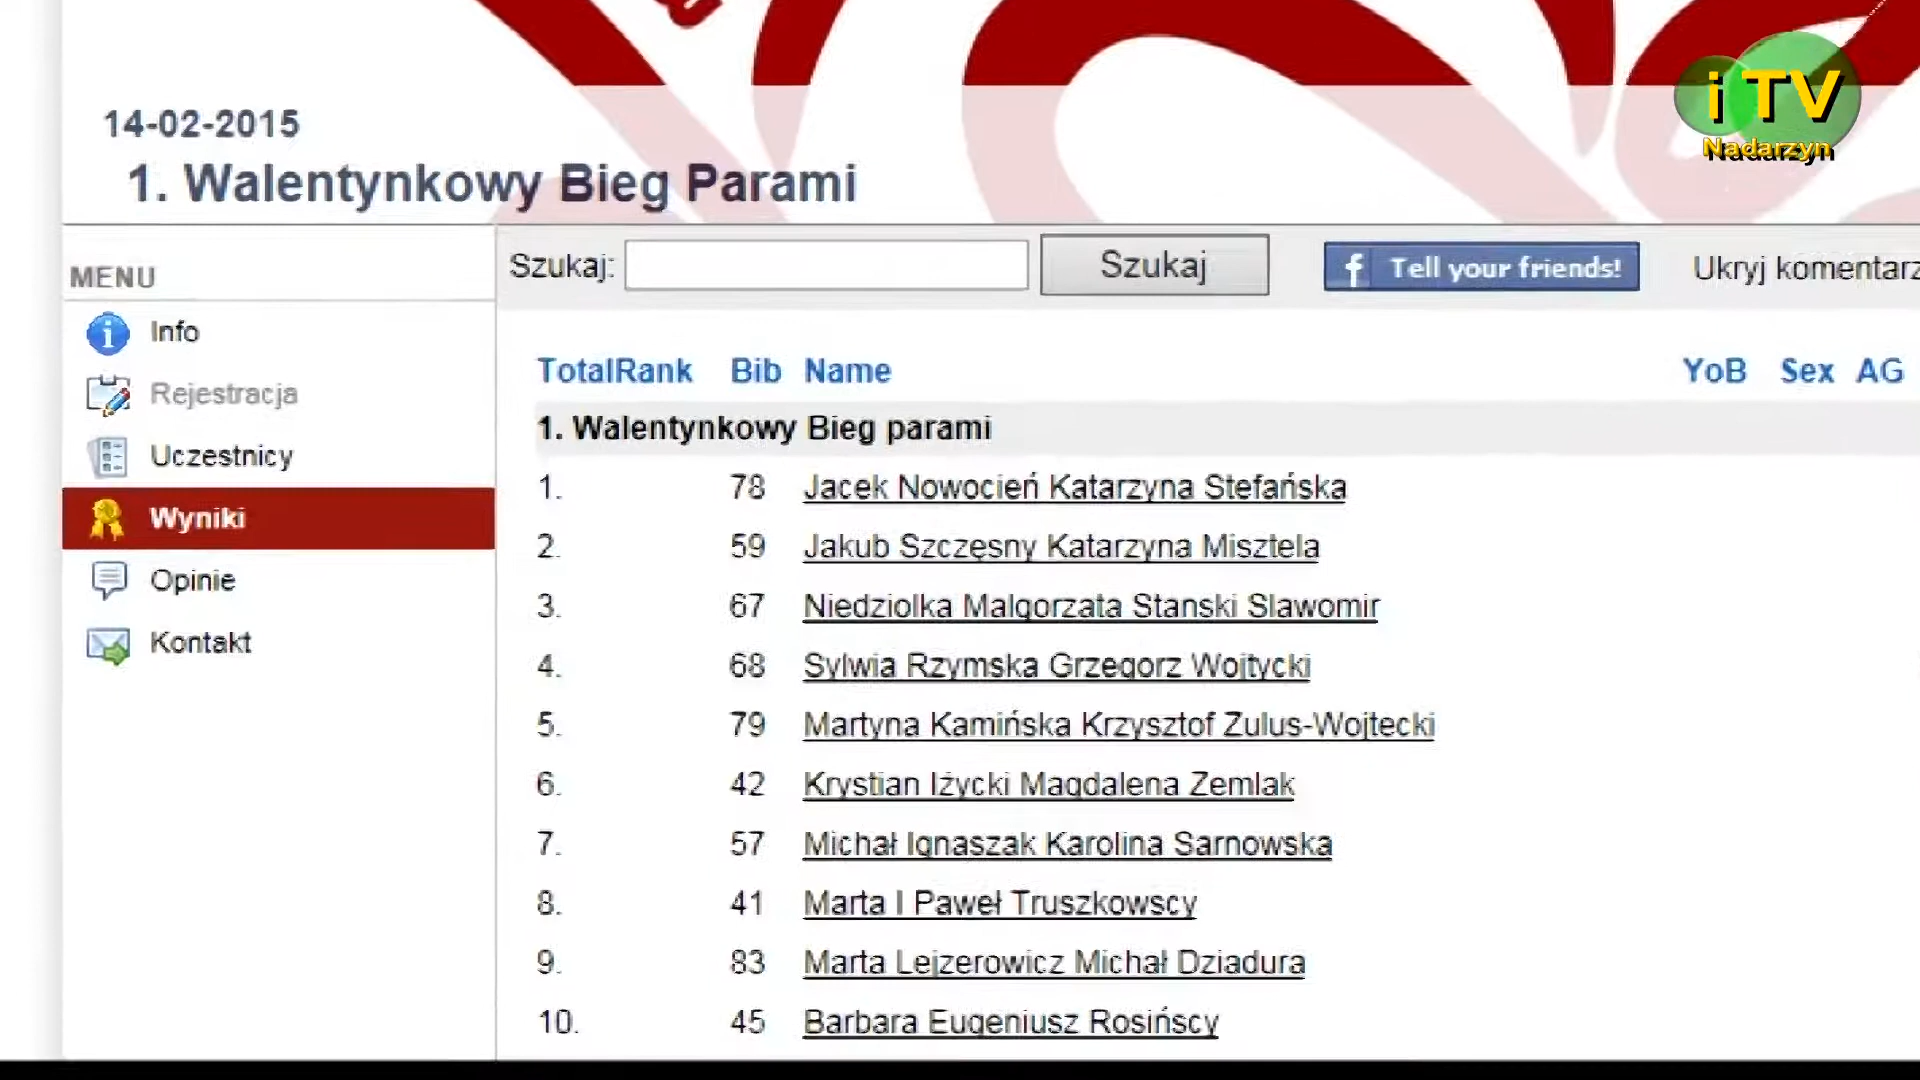 iTV
Nadarzyn
14-02-2015
1. Walentynkowy Bieg Parami
MENU
Info
Rejestracja
Uczestnicy
Wyniki
Opinie
Kontakt
Szukaj: Szukaj f Tell your friends! Ukryj komentarz
TotalRank Bib Name YoB Sex AG
1. Walentynkowy Bieg parami
1. 78 Jacek Nowocień Katarzyna Stefańska
2. 59 Jakub Szczęsny Katarzyna Misztela
3. 67 Niedziolka Malgorzata Stanski Slawomir
4. 68 Sylwia Rzymska Grzegorz Wojtycki
5. 79 Martyna Kamińska Krzysztof Zulus-Wojtecki
6. 42 Krystian Iżycki Magdalena Zemlak
7. 57 Michał Ignaszak Karolina Sarnowska
8. 41 Marta I Paweł Truszkowscy
9. 83 Marta Lejzerowicz Michał Dziadura
10. 45 Barbara Eugeniusz Rosińscy